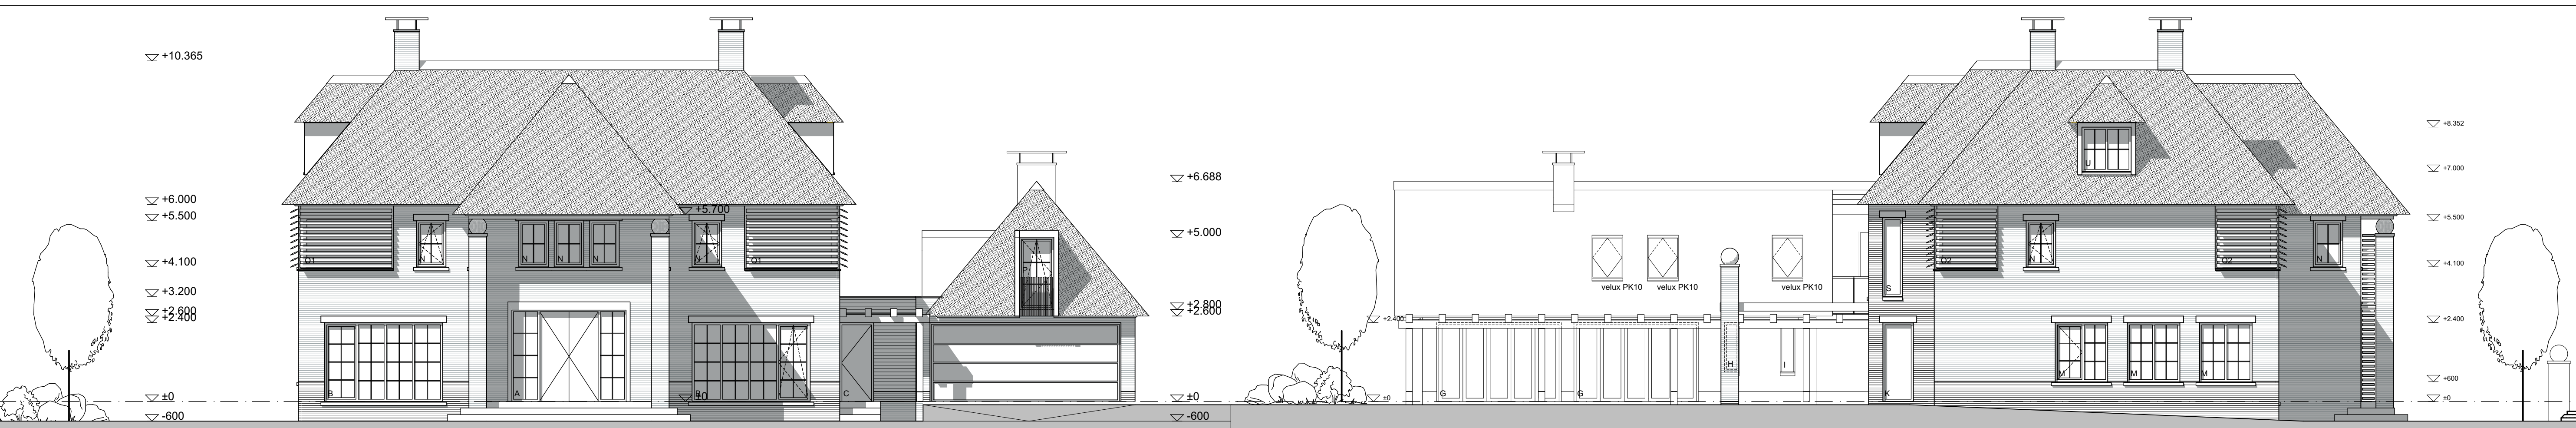 +10.365
+6.000
+5.500
+4.100
+3.200
+2.600
+2.400
±0
-600
+5.700
O1
N
N
N
N
N
O1
B
A
B
±0
C
P
+6.688
+5.000
+2.800
+2.600
±0
-600
velux PK10
velux PK10
velux PK10
+2.400
±0
G
G
H
I
U
S
O2
N
O2
N
K
M
M
M
+8.352
+7.000
+5.500
+4.100
+2.400
+600
±0